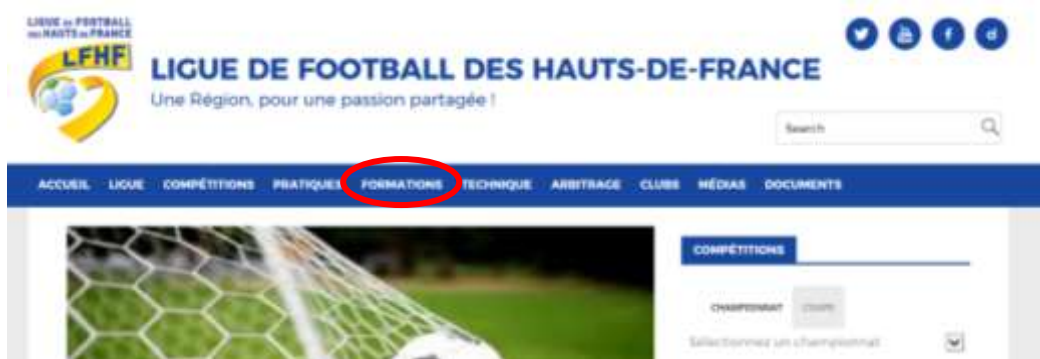 LIGUE DE FOOTBALL
DES HAUTS DE FRANCE
LFHF
LIGUE DE FOOTBALL DES HAUTS-DE-FRANCE
Une Région, pour une passion partagée !
Search
ACCUEIL LIGUE COMPÉTITIONS PRATIQUES FORMATIONS TECHNIQUE ARBITRAGE CLUBS MÉDIAS DOCUMENTS
COMPÉTITIONS
CHAMPIONNAT COUPE
Sélectionnez un championnat